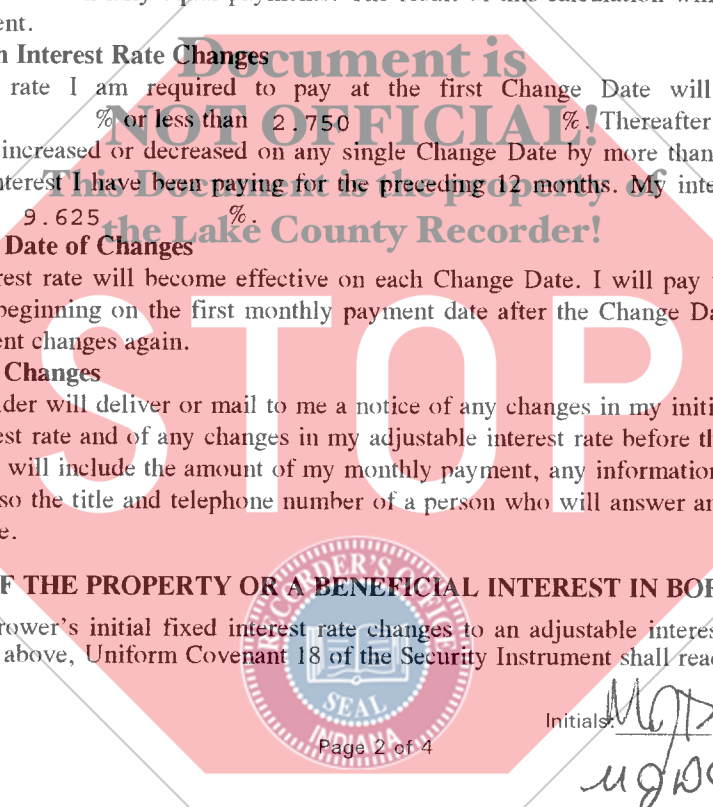 ent.
n Interest Rate Changes
rate I am required to pay at the first Change Date will
% or less than 2.750 %. Thereafter
increased or decreased on any single Change Date by more than
nterest I have been paying for the preceding 12 months. My inte
9.625 %.
Date of Changes
rest rate will become effective on each Change Date. I will pay
beginning on the first monthly payment date after the Change Da
ent changes again.
Changes
der will deliver or mail to me a notice of any changes in my initi
est rate and of any changes in my adjustable interest rate before th
will include the amount of my monthly payment, any information
so the title and telephone number of a person who will answer an
e.
F THE PROPERTY OR A BENEFICIAL INTEREST IN BOR
rower's initial fixed interest rate changes to an adjustable interes
above, Uniform Covenant 18 of the Security Instrument shall read
Initials:
Page 2 of 4
Document is
NOT OFFICIAL!
This Document is the property of
the Lake County Recorder!
STOP
RECORDER'S OFFICE
SEAL
INDIANA